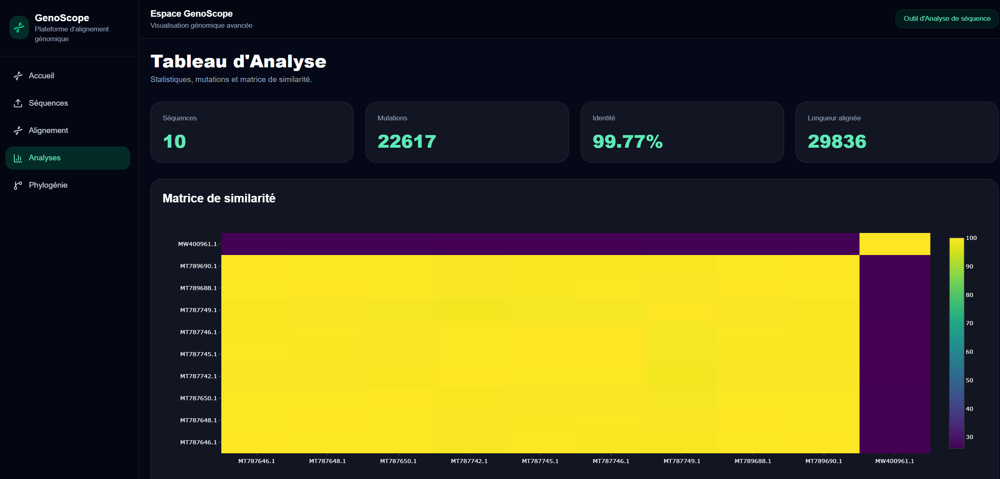 GenoScope
Plateforme d’alignement
génomique
Accueil
Séquences
Alignement
Analyses
Phylogénie
Espace GenoScope
Visualisation génomique avancée
Outil d'Analyse de séquence
Tableau d'Analyse
Statistiques, mutations et matrice de similarité.
Séquences
10
Mutations
22617
Identité
99.77%
Longueur alignée
29836
Matrice de similarité
MW400961.1
MT789690.1
MT789688.1
MT787749.1
MT787746.1
MT787745.1
MT787742.1
MT787650.1
MT787648.1
MT787646.1
MT787646.1 MT787648.1 MT787650.1 MT787742.1 MT787745.1 MT787746.1 MT787749.1 MT789688.1 MT789690.1 MW400961.1
100
90
80
70
60
50
40
30